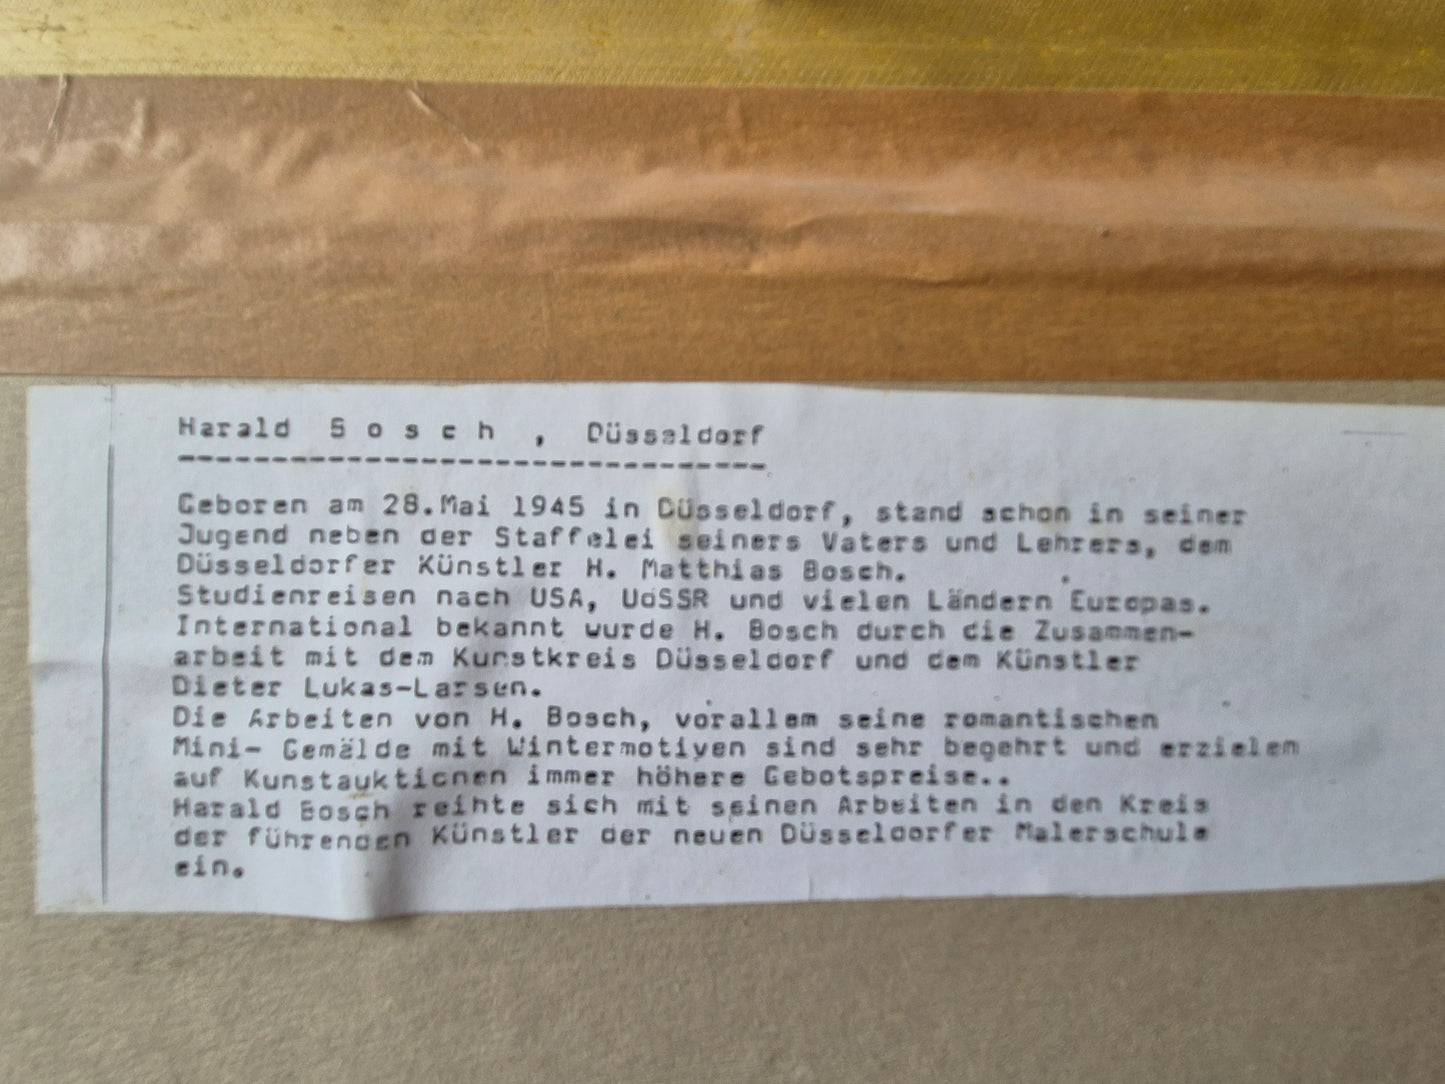 Harald B o s c h , Düsseldorf
-------------------------------
Geboren am 28.Mai 1945 in Düsseldorf, stand schon in seiner
Jugend neben der Staffelei seiners Vaters und Lehrers, dem
Düsseldorfer Künstler H. Matthias Bosch.
Studienreisen nach USA, UdSSR und vielen Ländern Europas.
International bekannt wurde H. Bosch durch die Zusammen-
arbeit mit dem Kunstkreis Düsseldorf und dem Künstler
Dieter Lukas-Larsen.
Die Arbeiten von H. Bosch, vorallem seine romantischen
Mini- Gemälde mit Wintermotiven sind sehr begehrt und erzielem
auf Kunstauktionen immer höhere Gebotspreise..
Harald Bosch reihte sich mit seinen Arbeiten in den Kreis
der führenden Künstler der neuen Düsseldorfer Malerschule
ein.